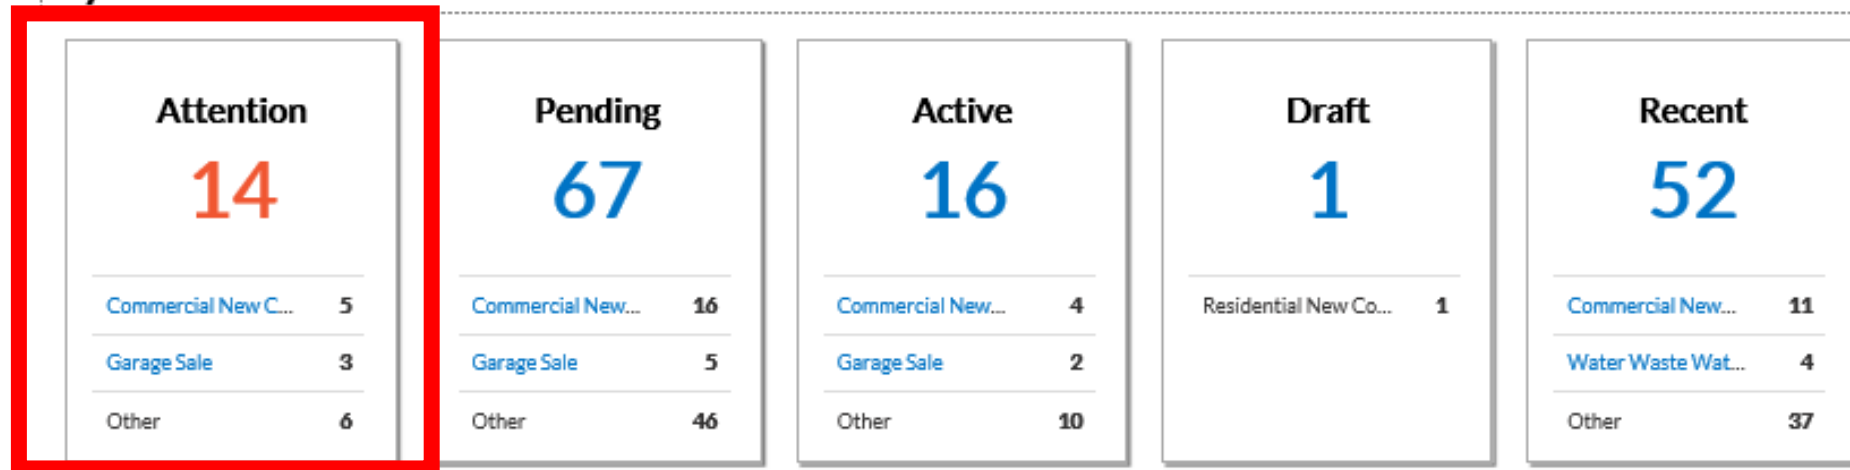 Attention
14
Commercial New C... 5
Garage Sale 3
Other 6
Pending
67
Commercial New... 16
Garage Sale 5
Other 46
Active
16
Commercial New... 4
Garage Sale 2
Other 10
Draft
1
Residential New Co... 1
Recent
52
Commercial New... 11
Water Waste Wat... 4
Other 37